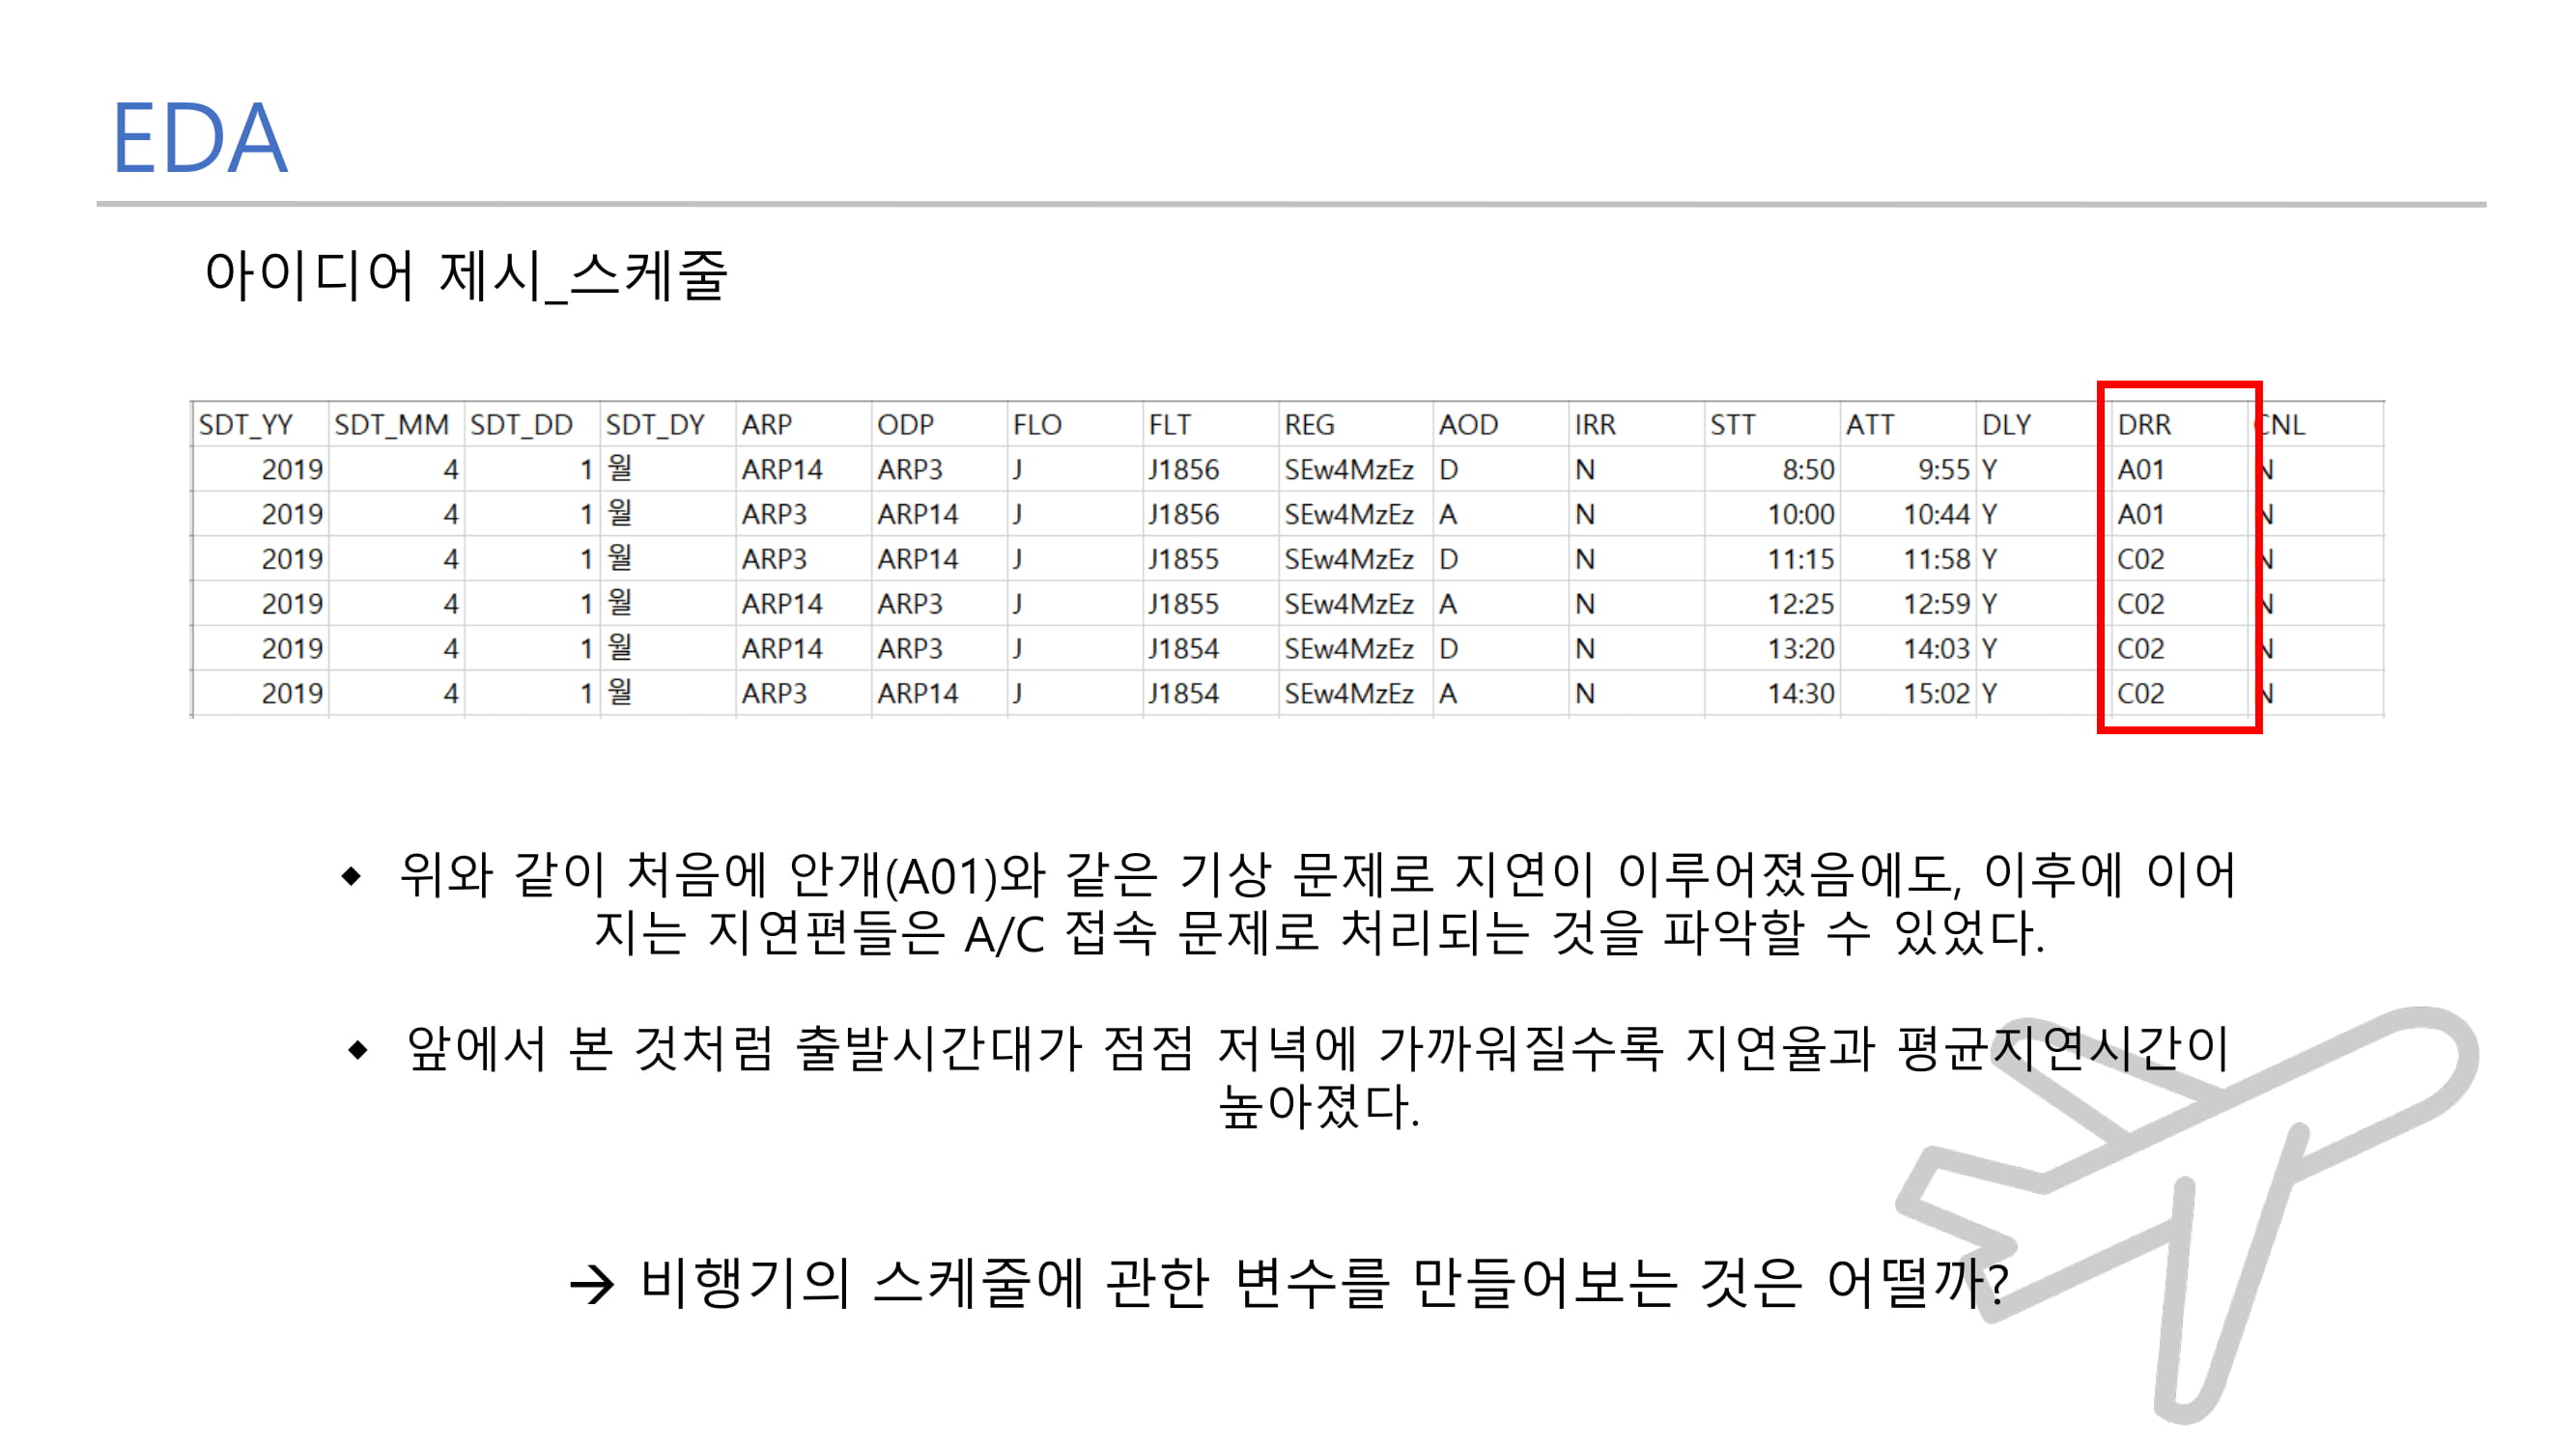 EDA
아이디어 제시_스케줄
SDT_YY SDT_MM SDT_DD SDT_DY ARP ODP FLO FLT REG AOD IRR STT ATT DLY DRR CNL
2019 4 1 월 ARP14 ARP3 J J1856 SEw4MzEz D N 8:50 9:55 Y A01 N
2019 4 1 월 ARP3 ARP14 J J1856 SEw4MzEz A N 10:00 10:44 Y A01 N
2019 4 1 월 ARP3 ARP14 J J1855 SEw4MzEz D N 11:15 11:58 Y C02 N
2019 4 1 월 ARP14 ARP3 J J1855 SEw4MzEz A N 12:25 12:59 Y C02 N
2019 4 1 월 ARP14 ARP3 J J1854 SEw4MzEz D N 13:20 14:03 Y C02 N
2019 4 1 월 ARP3 ARP14 J J1854 SEw4MzEz A N 14:30 15:02 Y C02 N
◆ 위와 같이 처음에 안개(A01)와 같은 기상 문제로 지연이 이루어졌음에도, 이후에 이어
지는 지연편들은 A/C 접속 문제로 처리되는 것을 파악할 수 있었다.
◆ 앞에서 본 것처럼 출발시간대가 점점 저녁에 가까워질수록 지연율과 평균지연시간이
높아졌다.
→ 비행기의 스케줄에 관한 변수를 만들어보는 것은 어떨까?